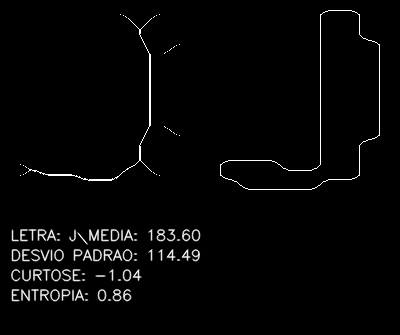 LETRA: J\MEDIA: 183.60
DESVIO PADRAO: 114.49
CURTOSE: -1.04
ENTROPIA: 0.86